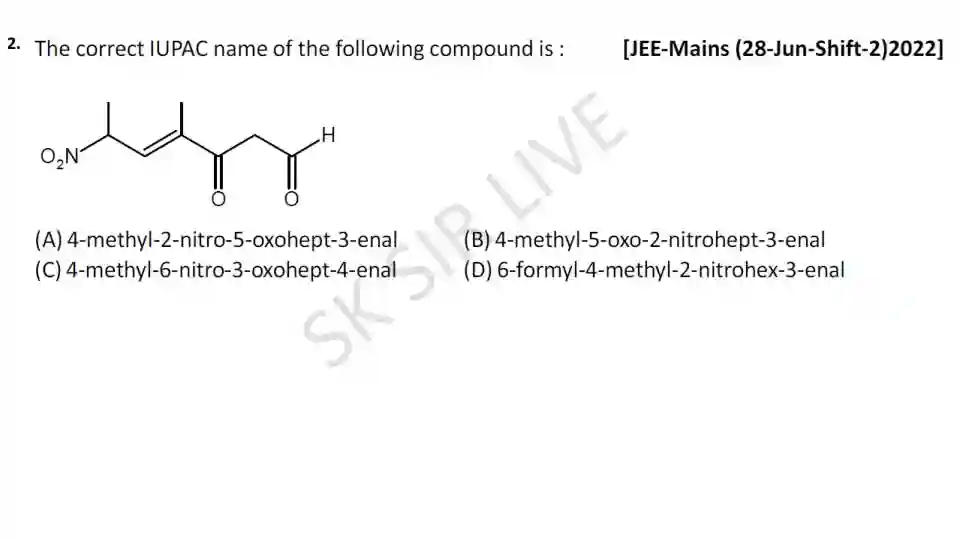 2. The correct IUPAC name of the following compound is : [JEE-Mains (28-Jun-Shift-2)2022]
H
O₂N
O O
(A) 4-methyl-2-nitro-5-oxohept-3-enal (B) 4-methyl-5-oxo-2-nitrohept-3-enal
(C) 4-methyl-6-nitro-3-oxohept-4-enal (D) 6-formyl-4-methyl-2-nitrohex-3-enal
SK SIR LIVE